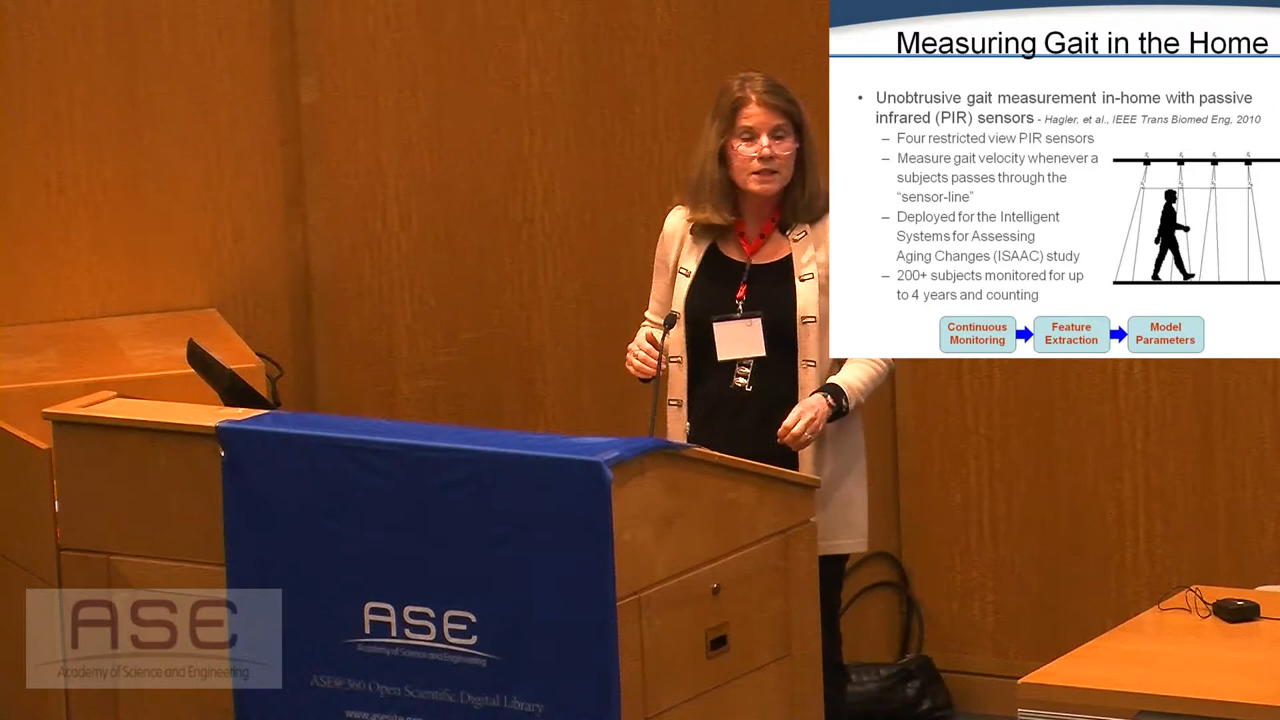 Measuring Gait in the Home
• Unobtrusive gait measurement in-home with passive
infrared (PIR) sensors - Hagler, et al., IEEE Trans Biomed Eng, 2010
– Four restricted view PIR sensors
– Measure gait velocity whenever a
subjects passes through the
“sensor-line”
– Deployed for the Intelligent
Systems for Assessing
Aging Changes (ISAAC) study
– 200+ subjects monitored for up
to 4 years and counting
Continuous
Monitoring
Feature
Extraction
Model
Parameters
ASE
Academy of Science and Engineering
ASE@360 Open Scientific Digital Library
ASE
Academy of Science and Engineering